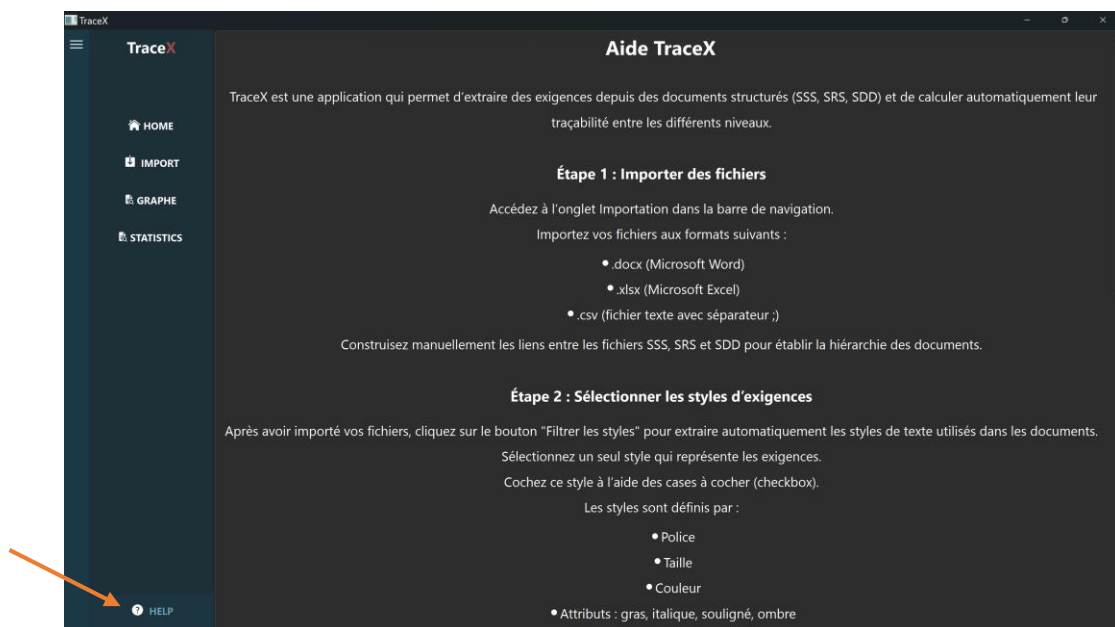 TraceX
TraceX
HOME
IMPORT
GRAPHE
STATISTICS
HELP
Aide TraceX
TraceX est une application qui permet d'extraire des exigences depuis des documents structurés (SSS, SRS, SDD) et de calculer automatiquement leur
traçabilité entre les différents niveaux.
Étape 1 : Importer des fichiers
Accédez à l'onglet Importation dans la barre de navigation.
Importez vos fichiers aux formats suivants :
• .docx (Microsoft Word)
• .xlsx (Microsoft Excel)
• .csv (fichier texte avec séparateur ;)
Construisez manuellement les liens entre les fichiers SSS, SRS et SDD pour établir la hiérarchie des documents.
Étape 2 : Sélectionner les styles d'exigences
Après avoir importé vos fichiers, cliquez sur le bouton "Filtrer les styles" pour extraire automatiquement les styles de texte utilisés dans les documents.
Sélectionnez un seul style qui représente les exigences.
Cochez ce style à l'aide des cases à cocher (checkbox).
Les styles sont définis par :
• Police
• Taille
• Couleur
• Attributs : gras, italique, souligné, ombre